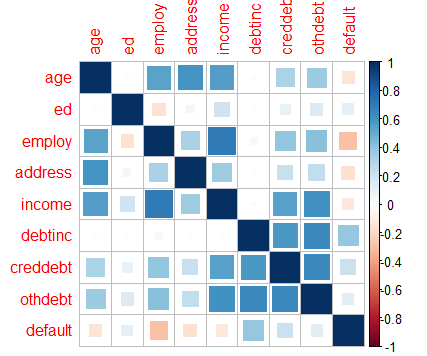 age ed employ address income debtinc creddebt othdebt default
age
ed
employ
address
income
debtinc
creddebt
othdebt
default
1
0.8
0.6
0.4
0.2
0
-0.2
-0.4
-0.6
-0.8
-1